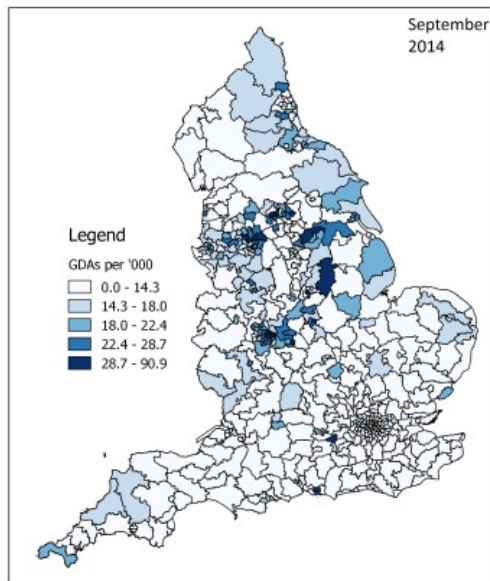 September
2014
Legend
GDAs per '000
0.0 - 14.3
14.3 - 18.0
18.0 - 22.4
22.4 - 28.7
28.7 - 90.9